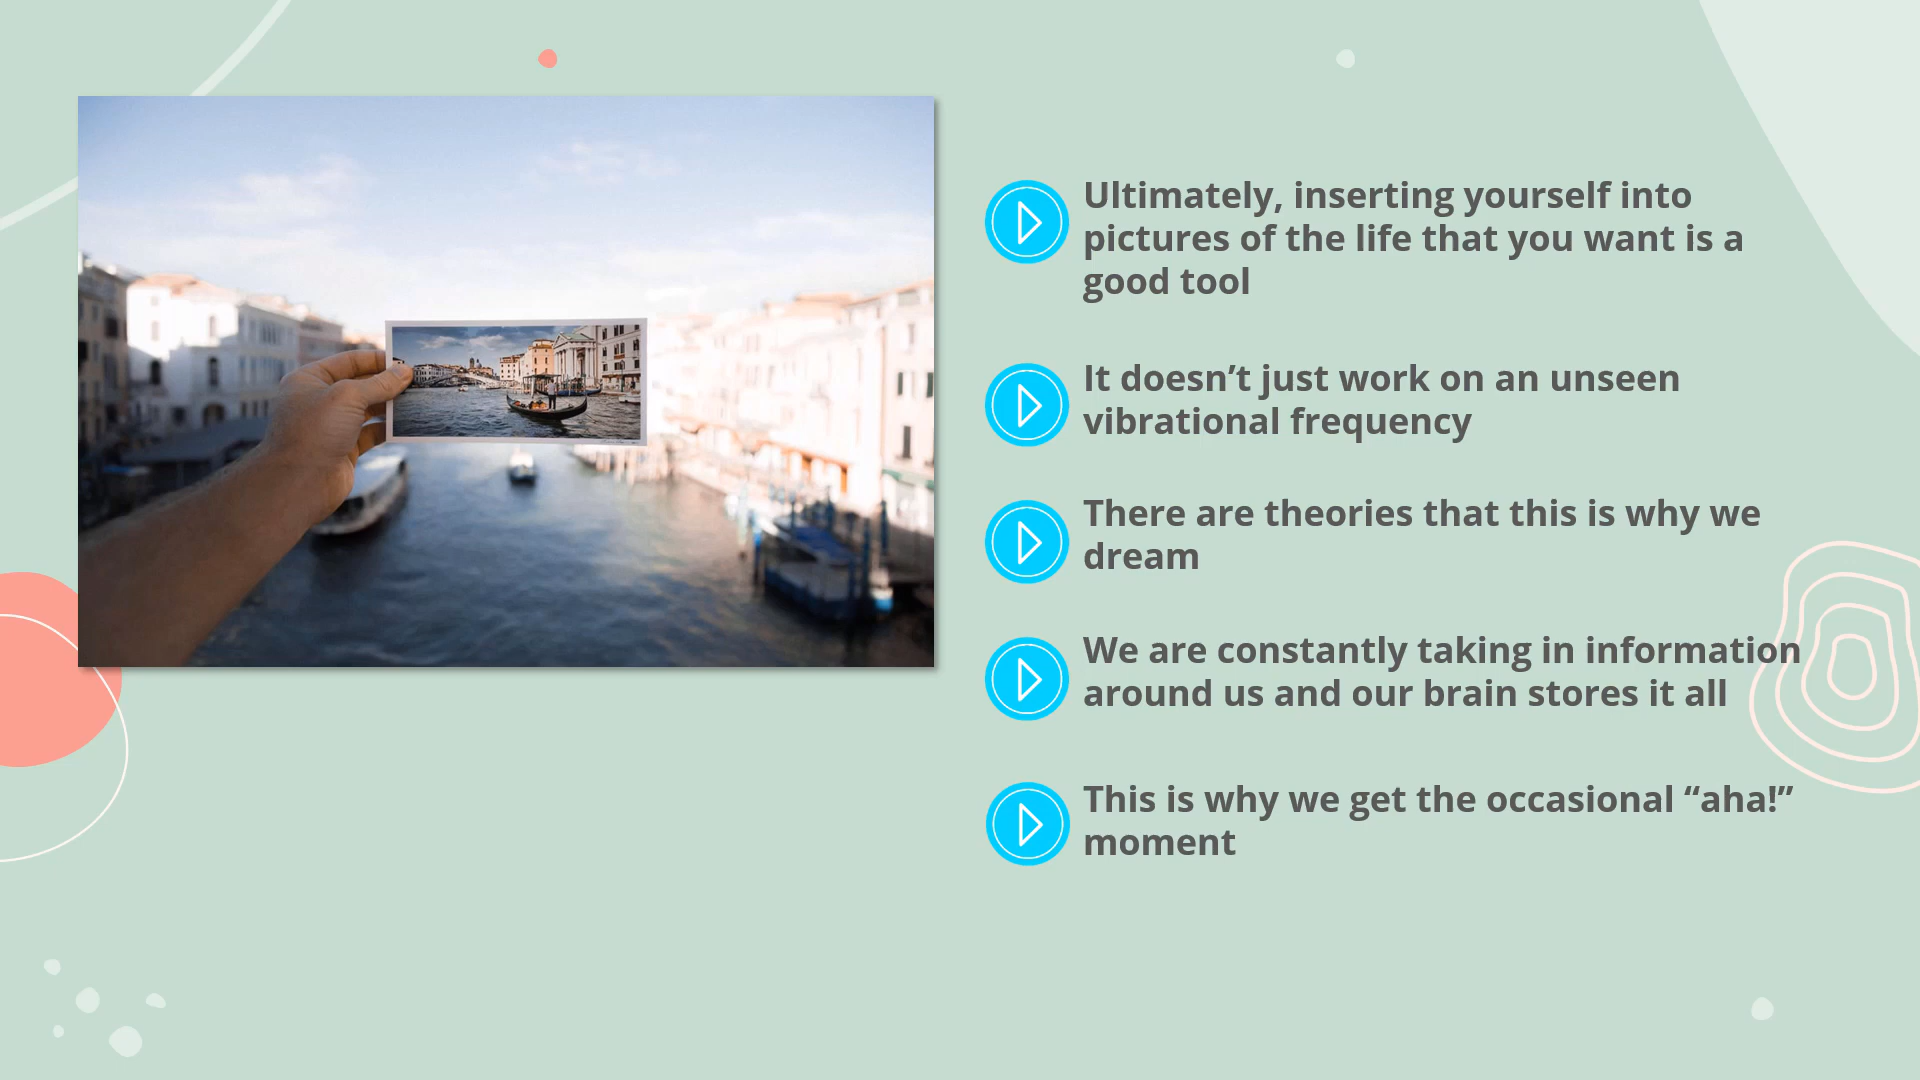 Ultimately, inserting yourself into
pictures of the life that you want is a
good tool
It doesn’t just work on an unseen
vibrational frequency
There are theories that this is why we
dream
We are constantly taking in information
around us and our brain stores it all
This is why we get the occasional “aha!”
moment